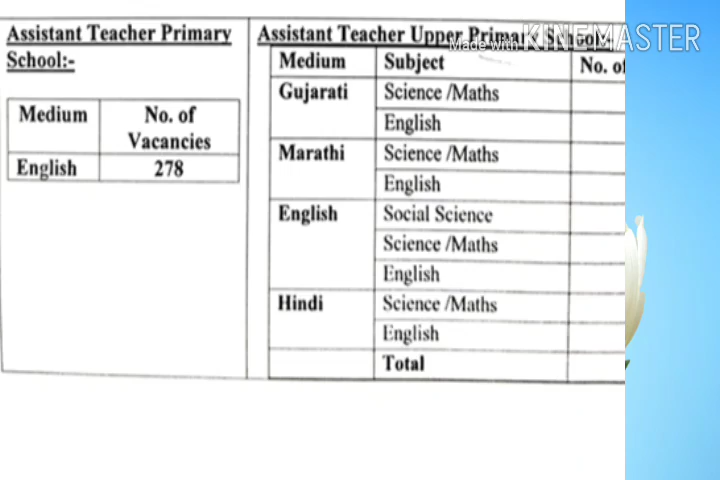 Assistant Teacher Primary
School:-
Medium No. of
Vacancies
English 278
Assistant Teacher Upper Primary School
Medium Subject No. of
Gujarati Science /Maths
English
Marathi Science /Maths
English
English Social Science
Science /Maths
English
Hindi Science /Maths
English
Total
Made with KINEMASTER